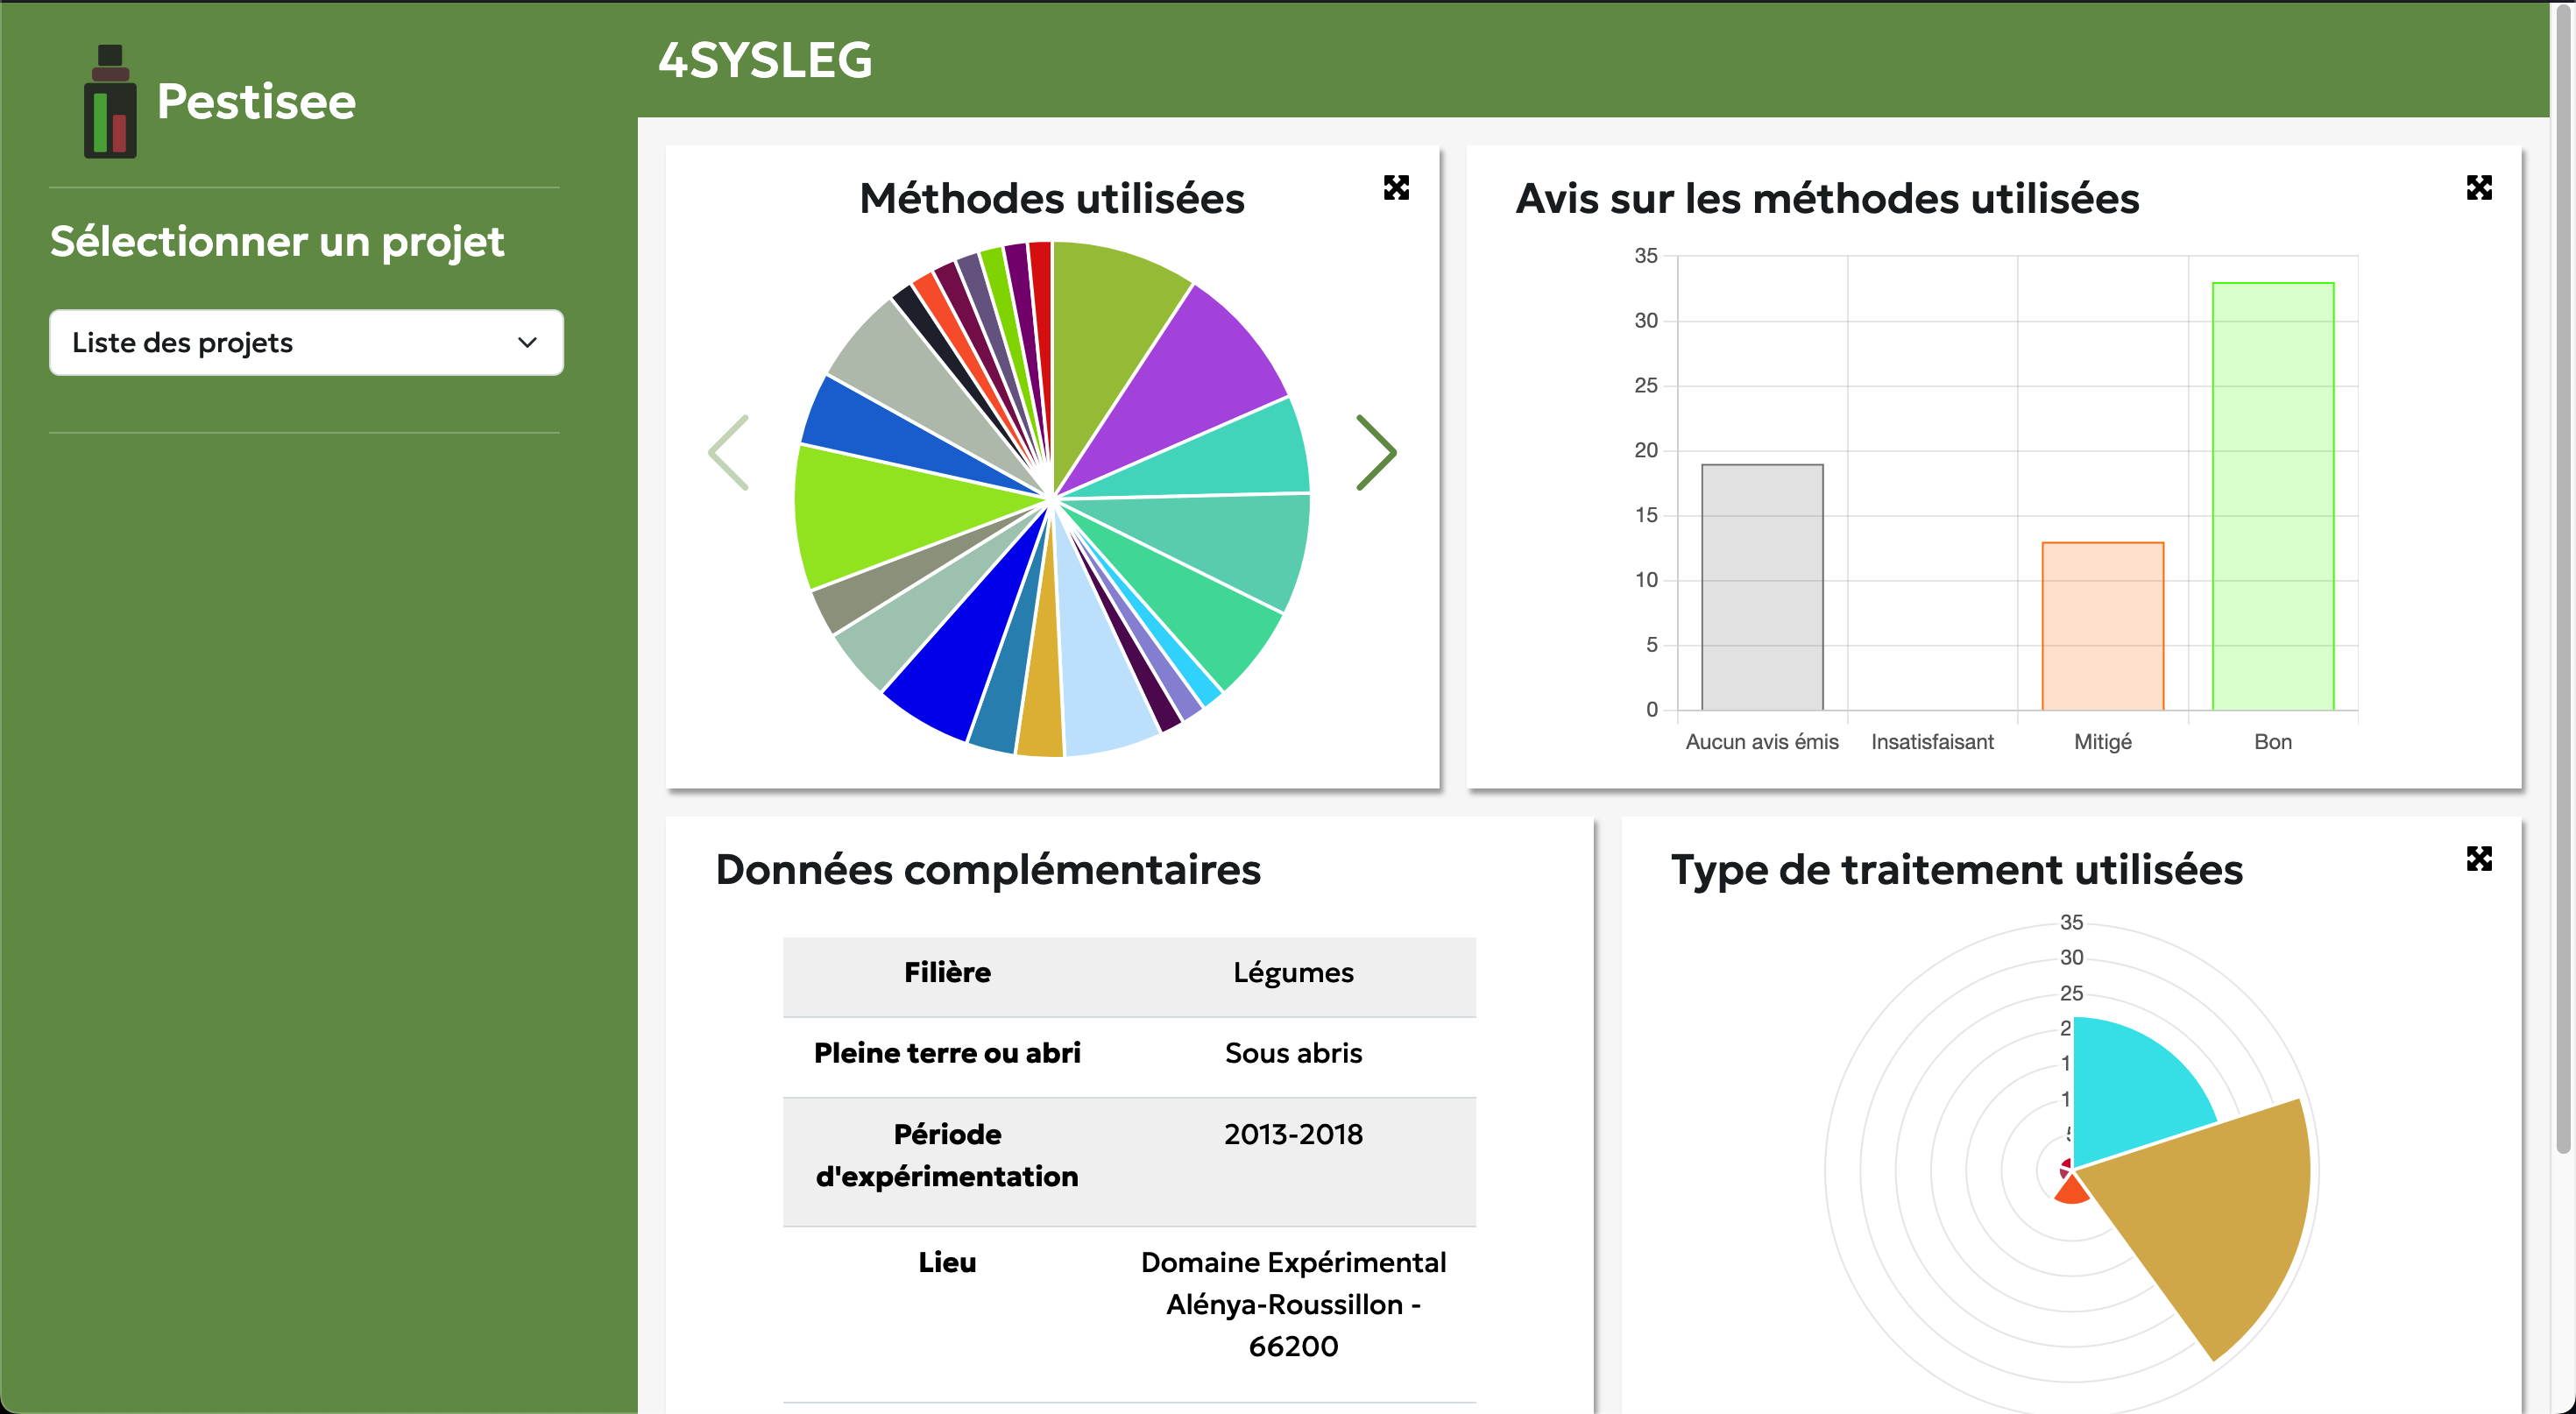 Pestisee
Sélectionner un projet
Liste des projets
4SYSLEG
Méthodes utilisées
Avis sur les méthodes utilisées
35
30
25
20
15
10
5
0
Aucun avis émis Insatisfaisant Mitigé Bon
Données complémentaires
Filière Légumes
Pleine terre ou abri Sous abris
Période 2013-2018
d'expérimentation
Lieu Domaine Expérimental
Alénya-Roussillon -
66200
Type de traitement utilisées
35
30
25
2
1
1